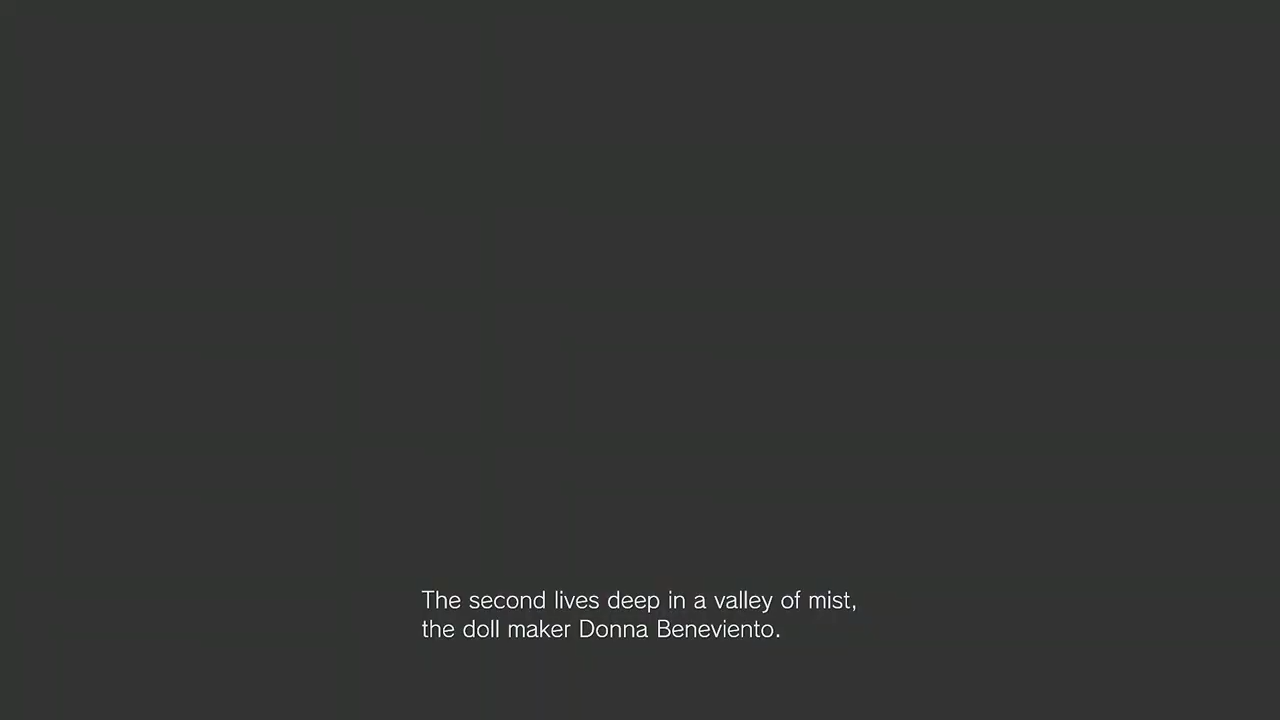 The second lives deep in a valley of mist,
the doll maker Donna Beneviento.